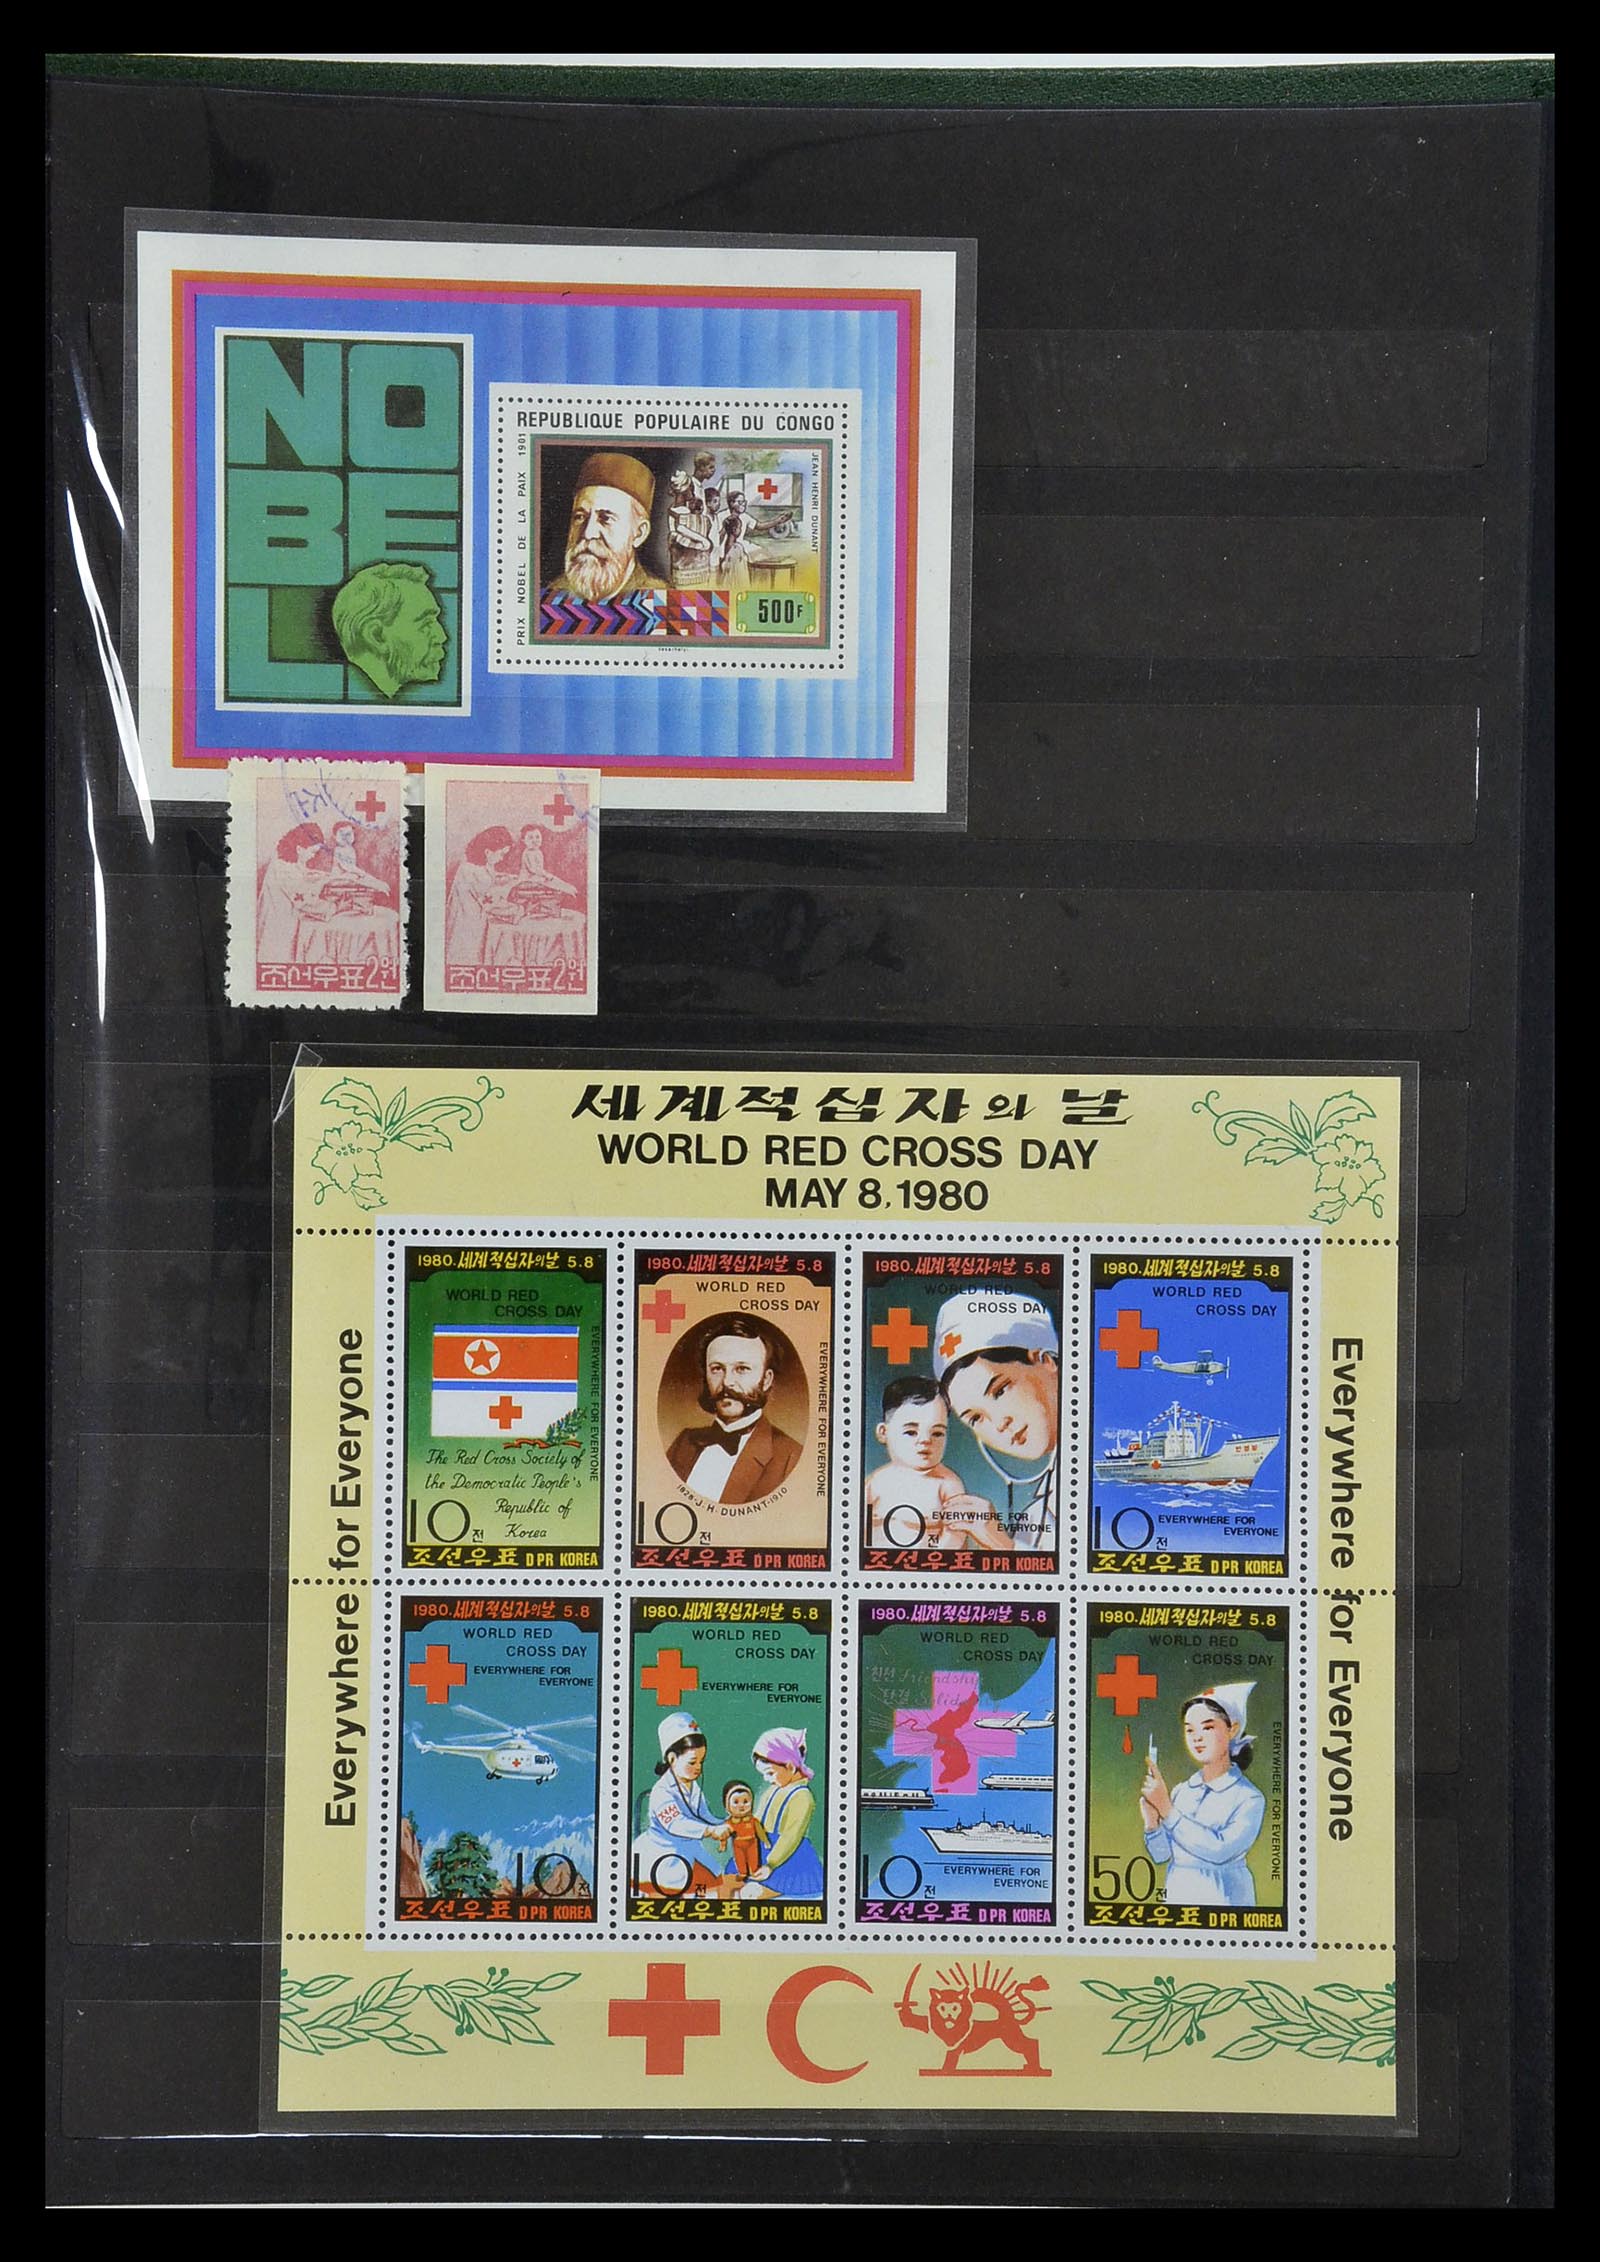 NO
BE
L
REPUBLIQUE POPULAIRE DU CONGO
PRIX NOBEL DE LA PAIX 1901
JEAN HENRI DUNANT
500F
조선우표2원
조선우표2원
세계적십자의 날
WORLD RED CROSS DAY
MAY 8, 1980
Everywhere for Everyone
Everywhere for Everyone
1980. 세계적십자의날 5.8
WORLD RED
CROSS DAY
EVERYWHERE FOR EVERYONE
The Red Cross Society of
the Democratic People's
Republic of
Korea
10전
조선우표 DPR KOREA
1980. 세계적십자의날 5.8
WORLD RED
CROSS DAY
EVERYWHERE FOR EVERYONE
1828·J.H.DUNANT·1910
10전
조선우표 DPR KOREA
1980. 세계적십자의날 5.8
WORLD RED
CROSS DAY
10전
EVERYWHERE FOR
EVERYONE
조선우표 DPR KOREA
1980. 세계적십자의날 5.8
WORLD RED
CROSS DAY
10전
EVERYWHERE FOR
EVERYONE
조선우표 DPR KOREA
1980. 세계적십자의날 5.8
WORLD RED
CROSS DAY
EVERYWHERE FOR
EVERYONE
10전
조선우표 DPR KOREA
1980. 세계적십자의날 5.8
WORLD RED
CROSS DAY
EVERYWHERE FOR
EVERYONE
정성
10전
조선우표 DPR KOREA
1980. 세계적십자의날 5.8
WORLD RED
CROSS DAY
친선 Friendship
단결 Solidarity
10전
EVERYWHERE FOR
EVERYONE
조선우표 DPR KOREA
1980. 세계적십자의날 5.8
WORLD RED
CROSS DAY
EVERYWHERE FOR EVERYONE
50전
조선우표 DPR KOREA